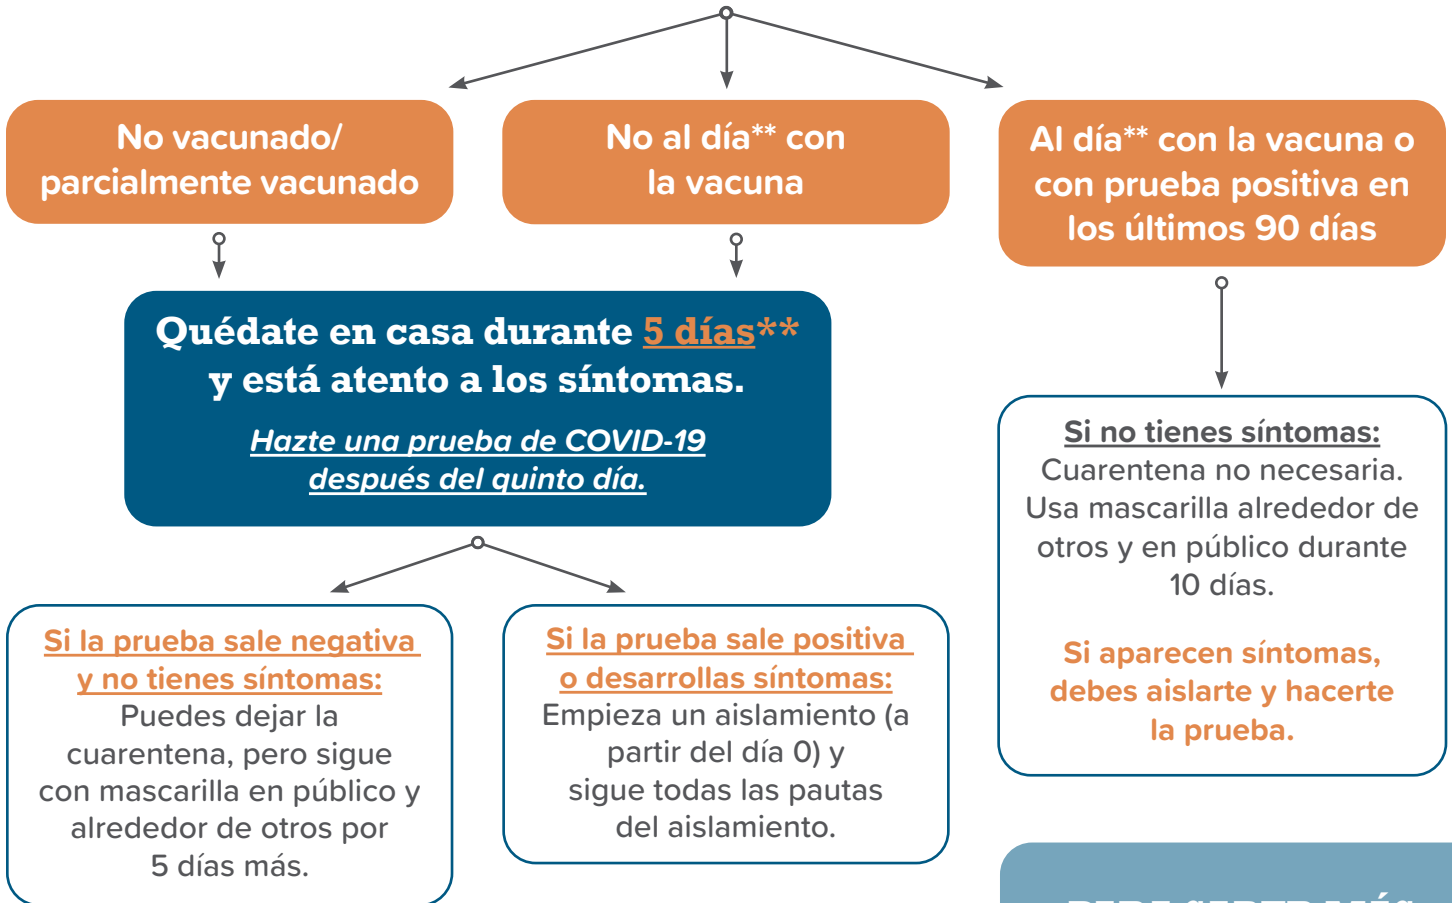 No vacunado/
parcialmente vacunado
No al día** con
la vacuna
Al día** con la vacuna o
con prueba positiva en
los últimos 90 días
Quédate en casa durante 5 días**
y está atento a los síntomas.
Hazte una prueba de COVID-19
después del quinto día.
Si no tienes síntomas:
Cuarentena no necesaria.
Usa mascarilla alrededor de
otros y en público durante
10 días.
Si aparecen síntomas,
debes aislarte y hacerte
la prueba.
Si la prueba sale negativa
y no tienes síntomas:
Puedes dejar la
cuarentena, pero sigue
con mascarilla en público y
alrededor de otros por
5 días más.
Si la prueba sale positiva
o desarrollas síntomas:
Empieza un aislamiento (a
partir del día 0) y
sigue todas las pautas
del aislamiento.